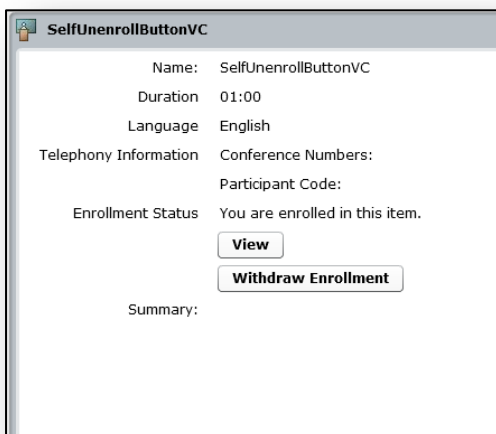 SelfUnenrollButtonVC
Name: SelfUnenrollButtonVC
Duration 01:00
Language English
Telephony Information Conference Numbers:
Participant Code:
Enrollment Status You are enrolled in this item.
View
Withdraw Enrollment
Summary: